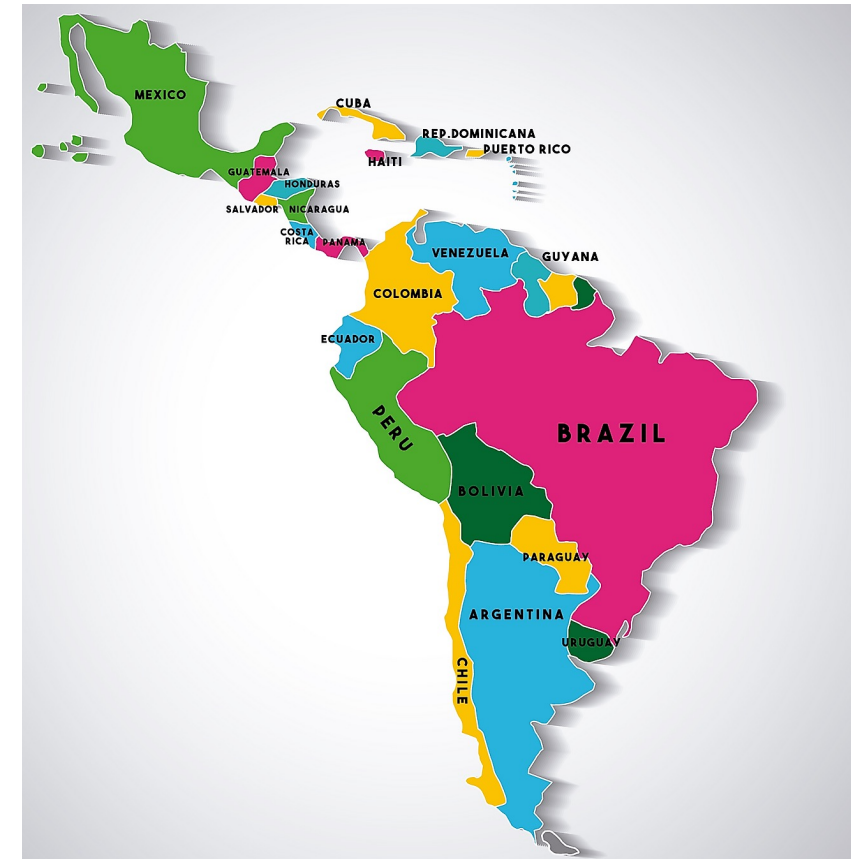 MEXICO
CUBA
REP.DOMINICANA
PUERTO RICO
HAITI
GUATEMALA
HONDURAS
SALVADOR
NICARAGUA
COSTA
RICA
PANAMA
VENEZUELA
GUYANA
COLOMBIA
ECUADOR
PERU
BRAZIL
BOLIVIA
PARAGUAY
ARGENTINA
URUGUAY
CHILE